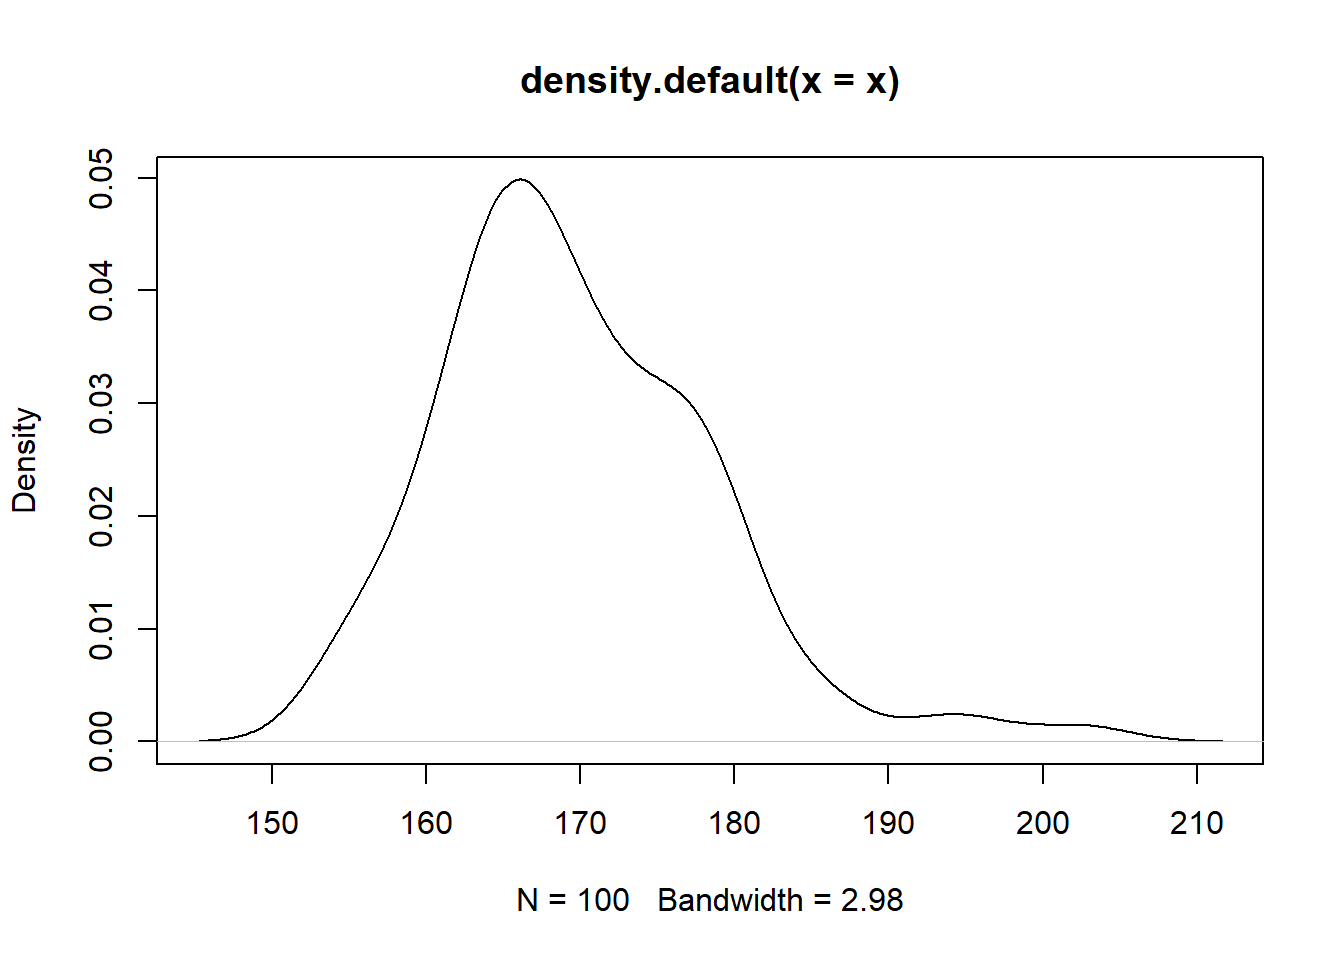 density.default(x = x)
Density
0.05
0.04
0.03
0.02
0.01
0.00
150 160 170 180 190 200 210
N = 100 Bandwidth = 2.98